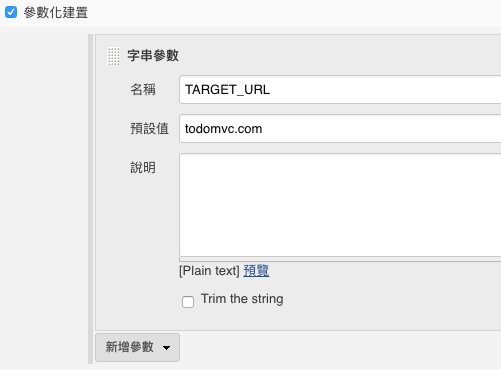 參數化建置
字串參數
名稱 TARGET_URL
預設值 todomvc.com
說明
[Plain text] 預覽
Trim the string
新增參數